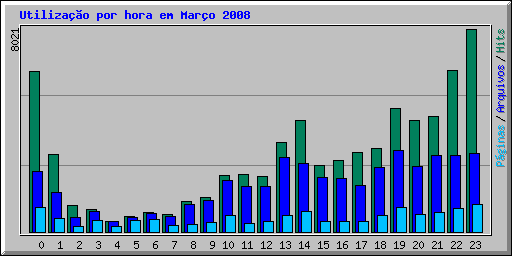 Utilização por hora em Março 2008
8021
Páginas / Arquivos / Hits
0 1 2 3 4 5 6 7 8 9 10 11 12 13 14 15 16 17 18 19 20 21 22 23